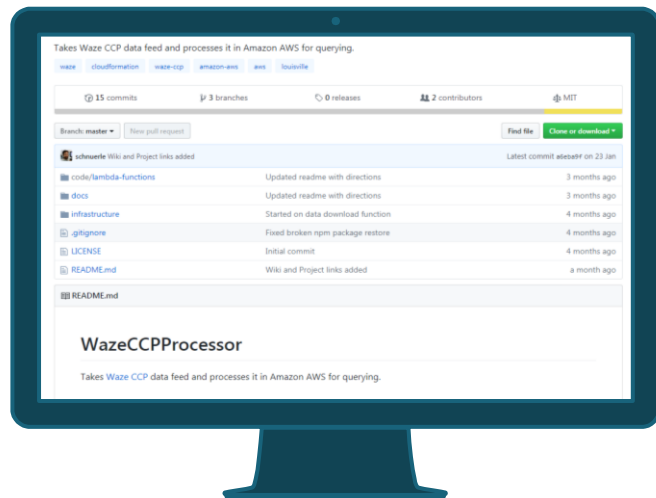 Takes Waze CCP data feed and processes it in Amazon AWS for querying.
waze cloudformation waze-ccp amazon-aws aws louisville
15 commits 3 branches 0 releases 2 contributors MIT
Branch: master New pull request Find file Clone or download
schnuerle Wiki and Project links added Latest commit on 23 Jan
code/lambda-functions Updated readme with directions 3 months ago
docs Updated readme with directions 3 months ago
infrastructure Started on data download function 4 months ago
.gitignore Fixed broken npm package restore 4 months ago
LICENSE Initial commit 4 months ago
README.md Wiki and Project links added a month ago
README.md
WazeCCPProcessor
Takes Waze CCP data feed and processes it in Amazon AWS for querying.